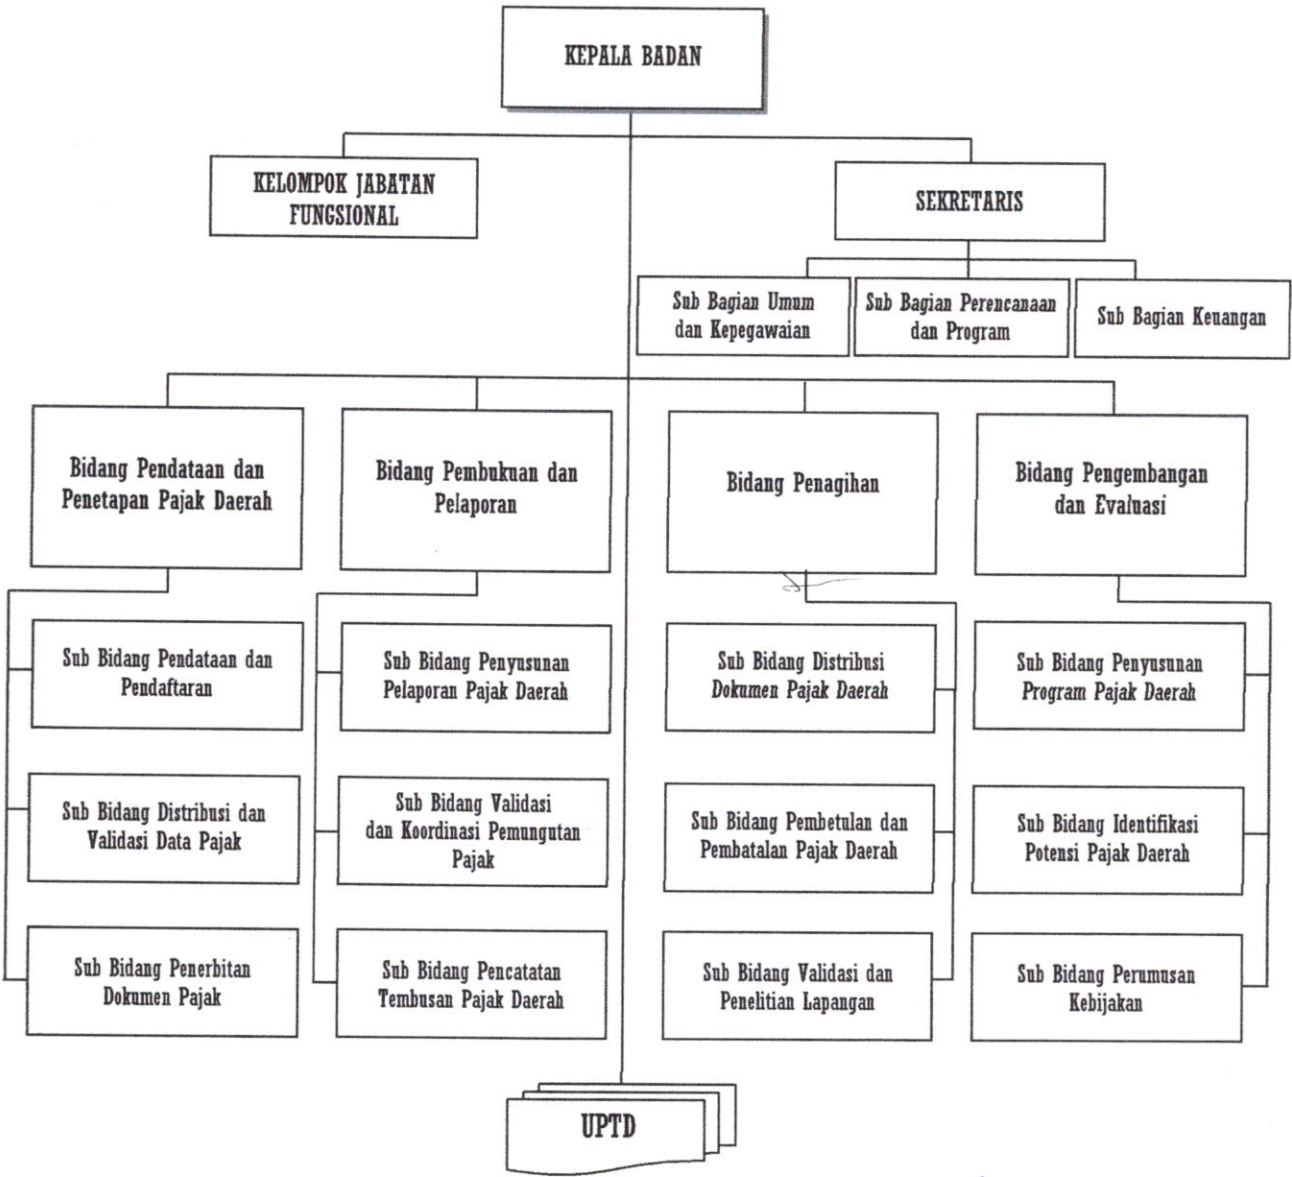 KEPALA BADAN
KELOMPOK JABATAN
FUNGSIONAL
SEKRETARIS
Sub Bagian Umum
dan Kepegawaian
Sub Bagian Perencanaan
dan Program
Sub Bagian Keuangan
Bidang Pendataan dan
Penetapan Pajak Daerah
Bidang Pembukuan dan
Pelaporan
Bidang Penagihan
Bidang Pengembangan
dan Evaluasi
Sub Bidang Pendataan dan
Pendaftaran
Sub Bidang Penyusunan
Pelaporan Pajak Daerah
Sub Bidang Distribusi
Dokumen Pajak Daerah
Sub Bidang Penyusunan
Program Pajak Daerah
Sub Bidang Distribusi dan
Validasi Data Pajak
Sub Bidang Validasi
dan Koordinasi Pemungutan
Pajak
Sub Bidang Pembetulan dan
Pembatalan Pajak Daerah
Sub Bidang Identifikasi
Potensi Pajak Daerah
Sub Bidang Penerbitan
Dokumen Pajak
Sub Bidang Pencatatan
Tembusan Pajak Daerah
Sub Bidang Validasi dan
Penelitian Lapangan
Sub Bidang Perumusan
Kebijakan
UPTD